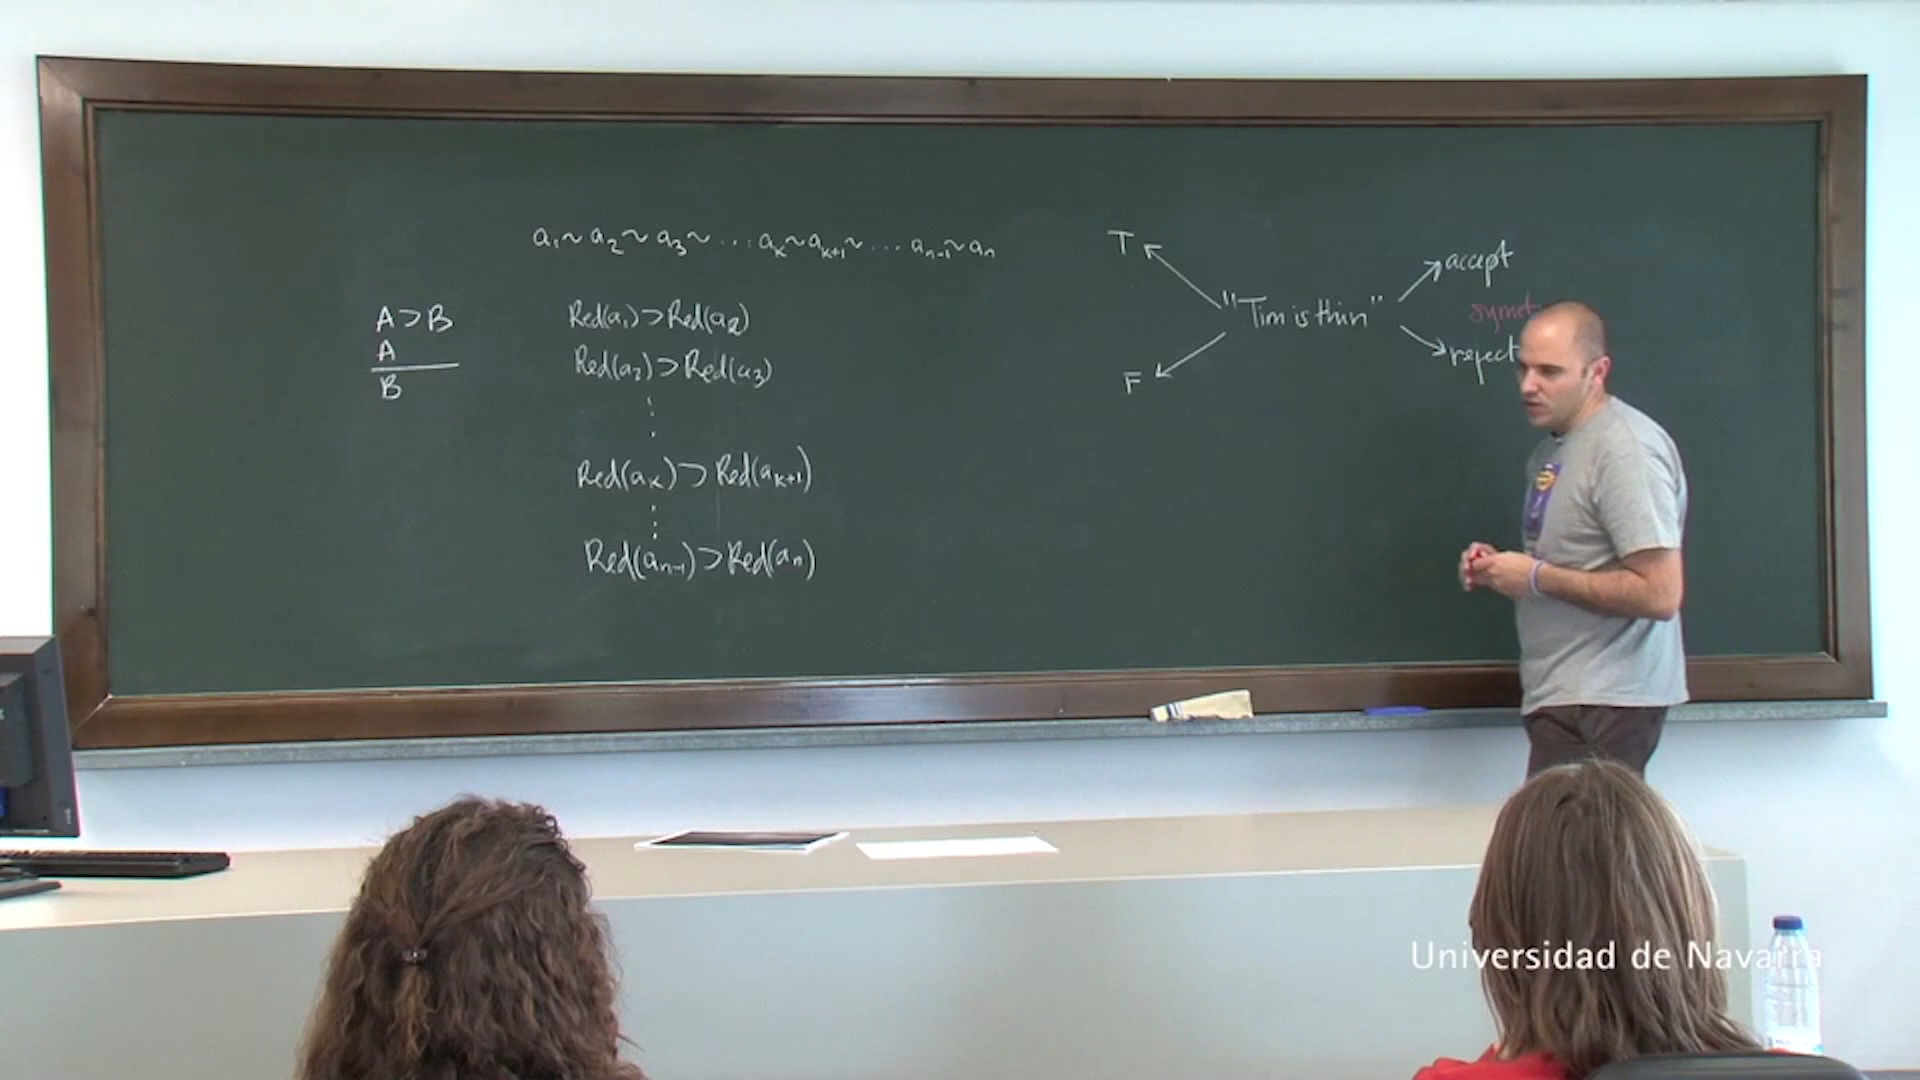 a₁ ~ a₂ ~ a₃ ~ ... aₖ ~ aₖ₊₁ ~ ... aₙ₋₁ ~ aₙ
A ⊃ B
A
B
Red(a₁) ⊃ Red(a₂)
Red(a₂) ⊃ Red(a₃)
⋮
Red(aₖ) ⊃ Red(aₖ₊₁)
⋮
Red(aₙ₋₁) ⊃ Red(aₙ)
T
F
"Tim is thin"
accept
reject
Universidad de Navarra